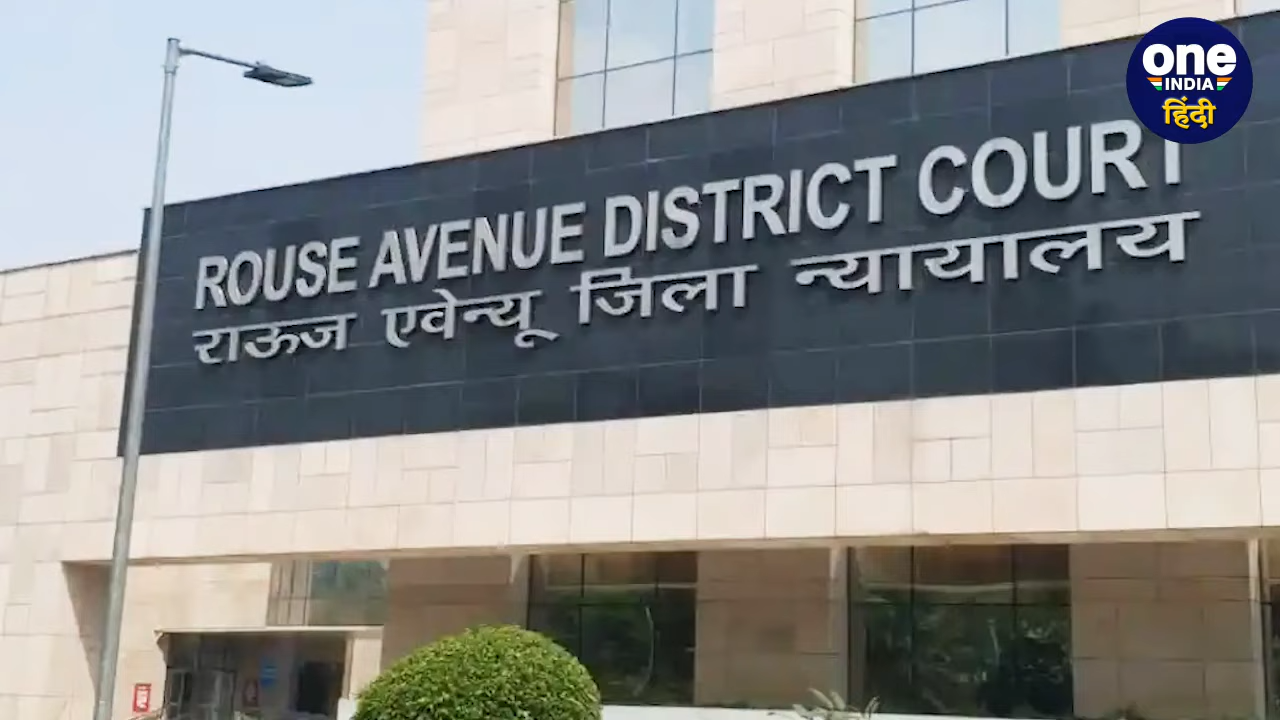 one
INDIA
हिंदी
ROUSE AVENUE DISTRICT COURT
राऊज एवेन्यू जिला न्यायालय